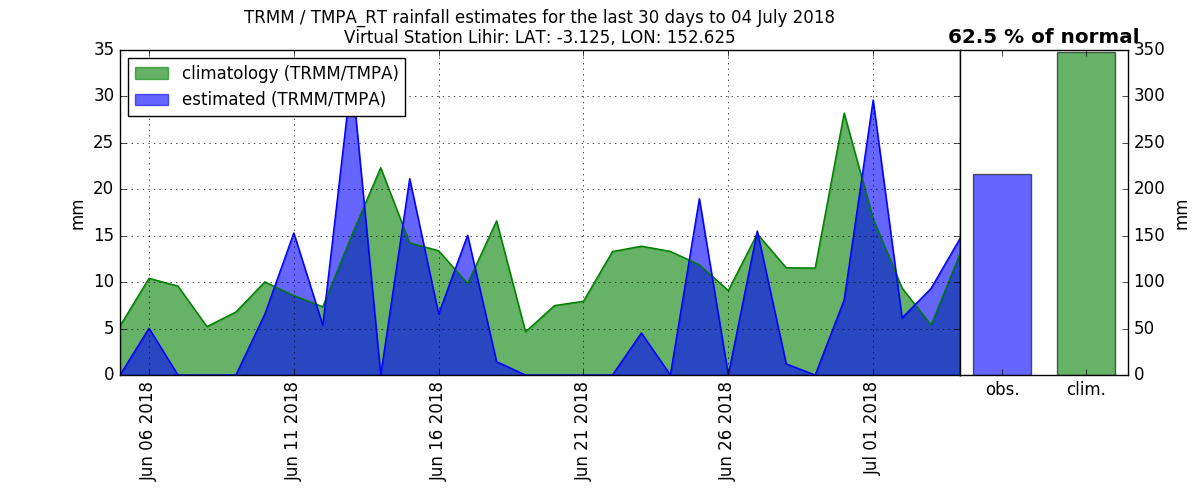 TRMM / TMPA_RT rainfall estimates for the last 30 days to 04 July 2018
Virtual Station Lihir: LAT: -3.125, LON: 152.625
62.5 % of normal
climatology (TRMM/TMPA)
estimated (TRMM/TMPA)
35
30
25
20
15
10
5
0
mm
Jun 06 2018
Jun 11 2018
Jun 16 2018
Jun 21 2018
Jun 26 2018
Jul 01 2018
obs.
clim.
350
300
250
200
150
100
50
0
mm